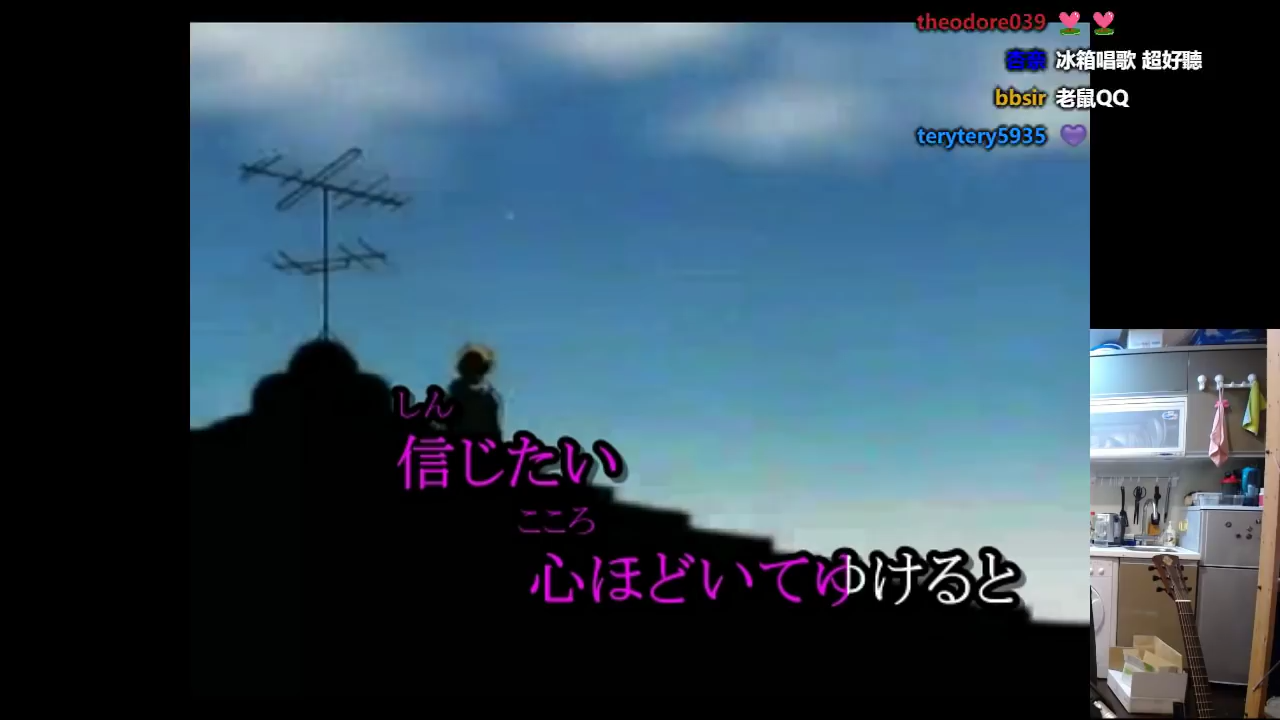 theodore039
杏奈 冰箱唱歌 超好聽
bbsir 老鼠QQ
terytery5935
しん
信じたい
こころ
心ほどいてゆけると